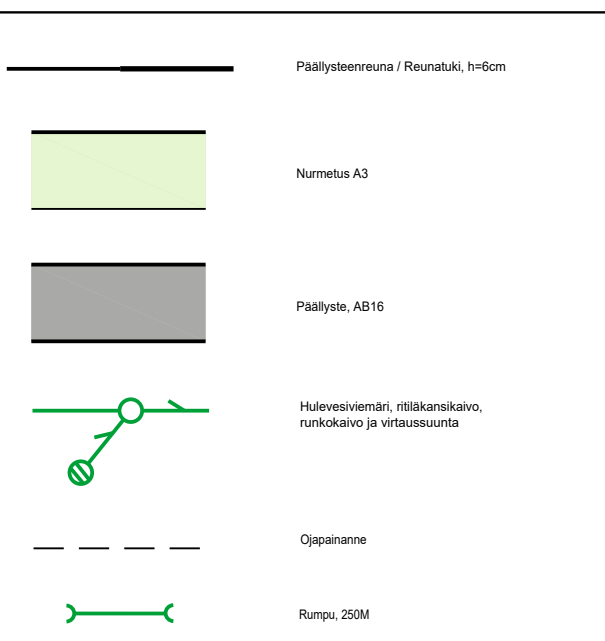 Päällysteenreuna / Reunatuki, h=6cm
Nurmetus A3
Päällyste, AB16
Hulevesiviemäri, ritiläkansikaivo,
runkokaivo ja virtaussuunta
Ojapainanne
Rumpu, 250M